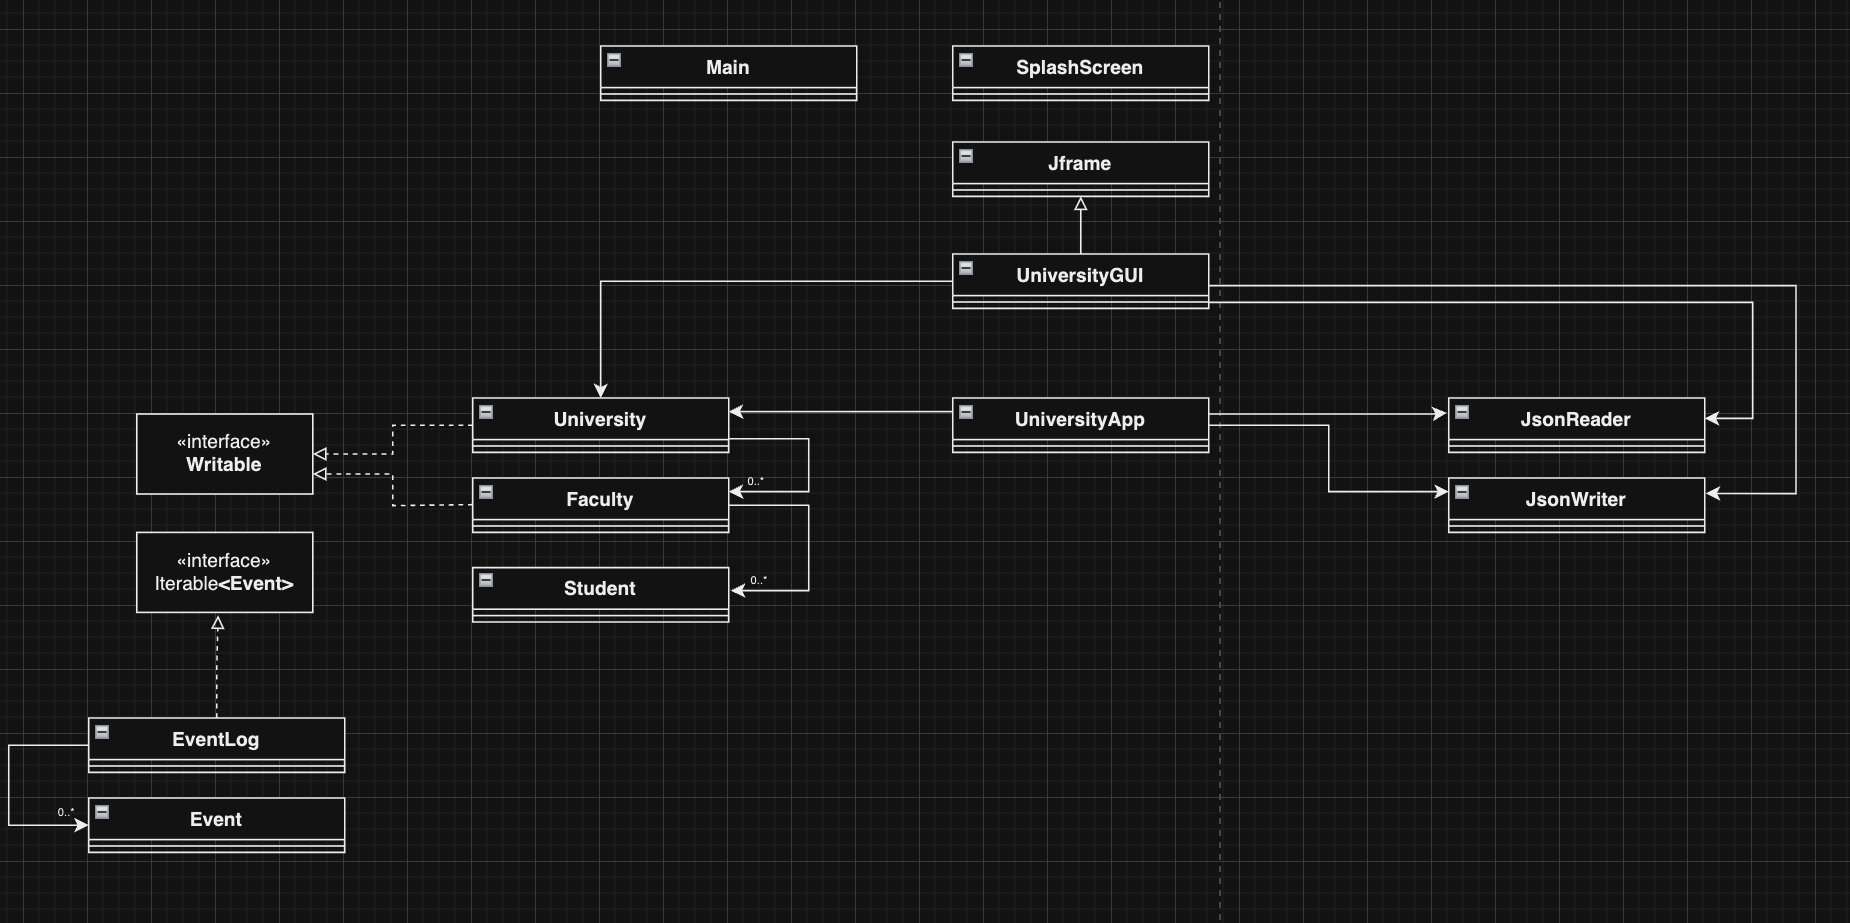 Main
SplashScreen
Jframe
UniversityGUI
University
UniversityApp
JsonReader
«interface»
Writable
0..*
Faculty
JsonWriter
«interface»
Iterable<Event>
Student
0..*
EventLog
0..*
Event